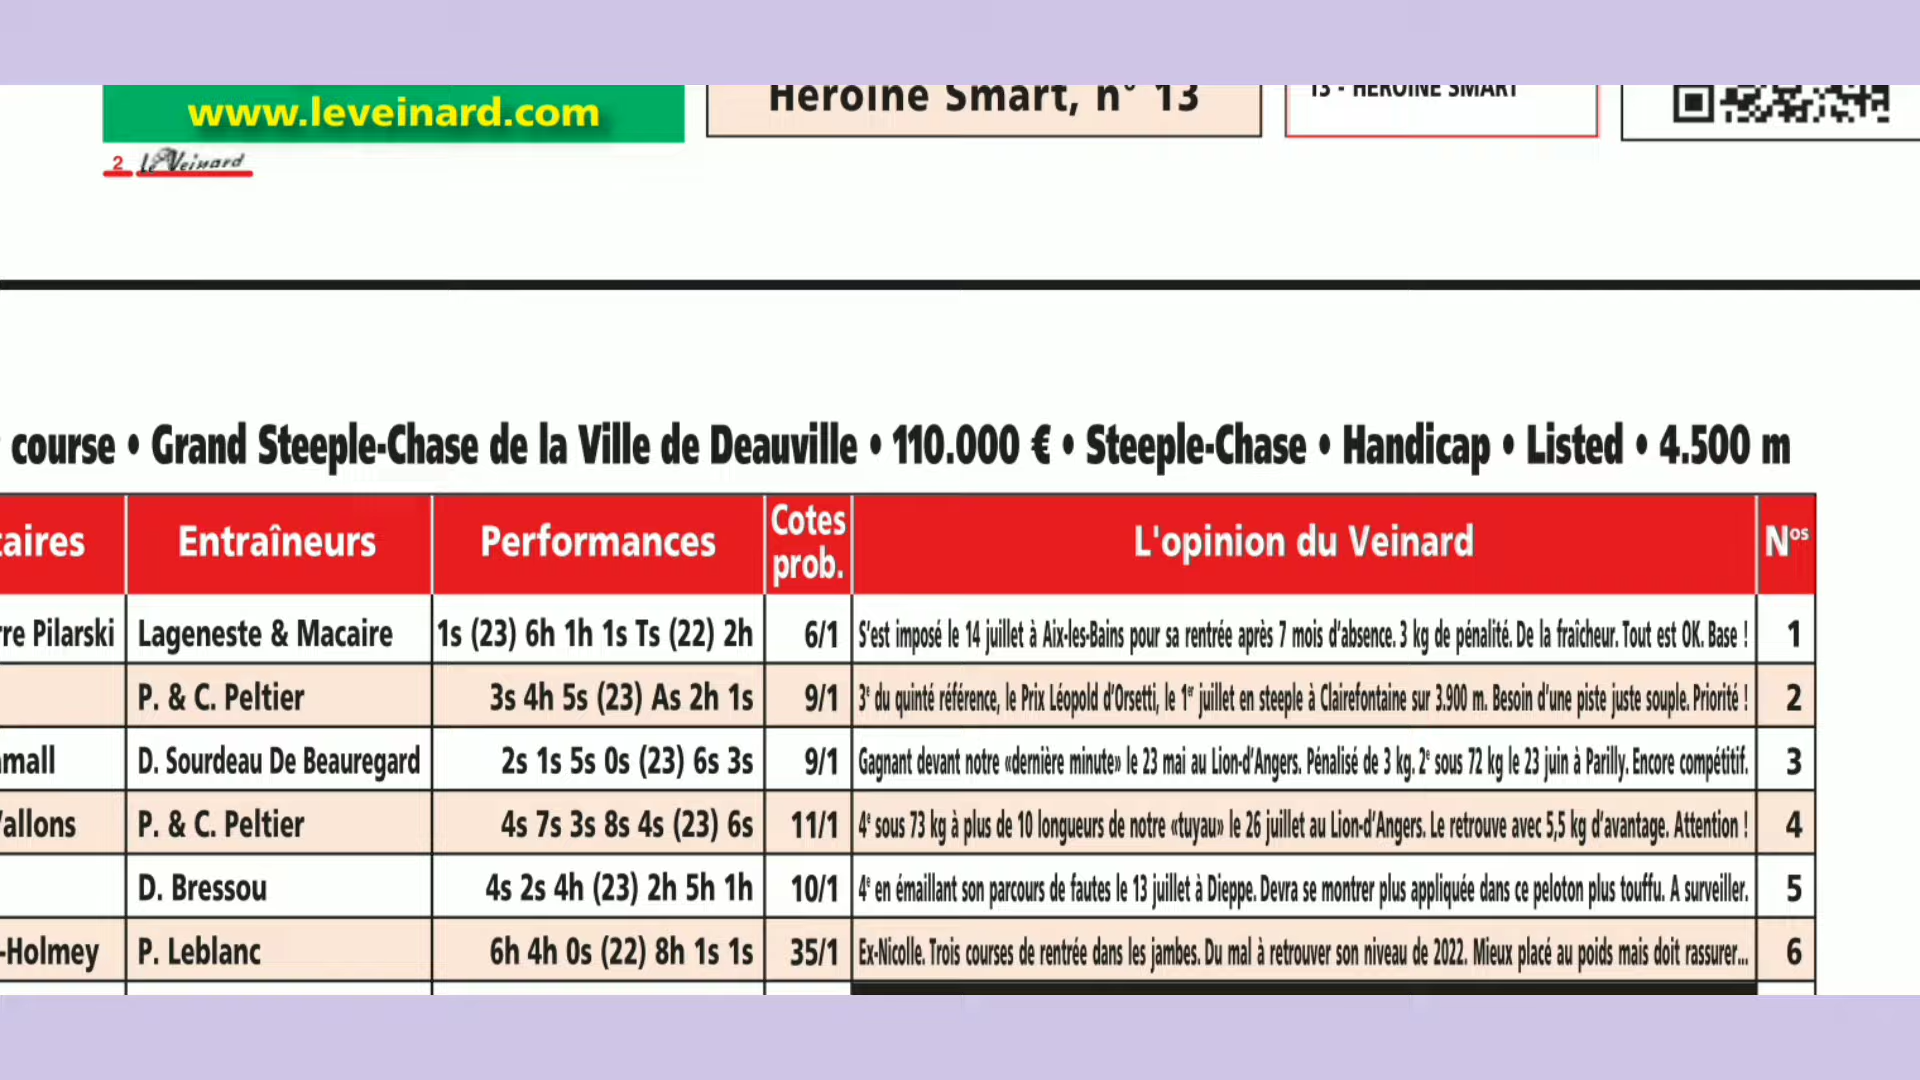 www.leveinard.com
Héroïne Smart, n° 13
13 - HÉROÏNE SMART
2 Le Veinard
course • Grand Steeple-Chase de la Ville de Deauville • 110.000 € • Steeple-Chase • Handicap • Listed • 4.500 m
taires Entraîneurs Performances Cotes prob. L'opinion du Veinard Nos
rre Pilarski Lageneste & Macaire 1s (23) 6h 1h 1s Ts (22) 2h 6/1 S'est imposé le 14 juillet à Aix-les-Bains pour sa rentrée après 7 mois d'absence. 3 kg de pénalité. De la fraîcheur. Tout est OK. Base ! 1
P. & C. Peltier 3s 4h 5s (23) As 2h 1s 9/1 3e du quinté référence, le Prix Léopold d'Orsetti, le 1er juillet en steeple à Clairefontaine sur 3.900 m. Besoin d'une piste juste souple. Priorité ! 2
mall D. Sourdeau De Beauregard 2s 1s 5s 0s (23) 6s 3s 9/1 Gagnant devant notre «dernière minute» le 23 mai au Lion-d'Angers. Pénalisé de 3 kg. 2e sous 72 kg le 23 juin à Parilly. Encore compétitif. 3
Vallons P. & C. Peltier 4s 7s 3s 8s 4s (23) 6s 11/1 4e sous 73 kg à plus de 10 longueurs de notre «tuyau» le 26 juillet au Lion-d'Angers. Le retrouve avec 5,5 kg d'avantage. Attention ! 4
D. Bressou 4s 2s 4h (23) 2h 5h 1h 10/1 4e en émaillant son parcours de fautes le 13 juillet à Dieppe. Devra se montrer plus appliquée dans ce peloton plus touffu. A surveiller. 5
-Holmey P. Leblanc 6h 4h 0s (22) 8h 1s 1s 35/1 Ex-Nicolle. Trois courses de rentrée dans les jambes. Du mal à retrouver son niveau de 2022. Mieux placé au poids mais doit rassurer... 6